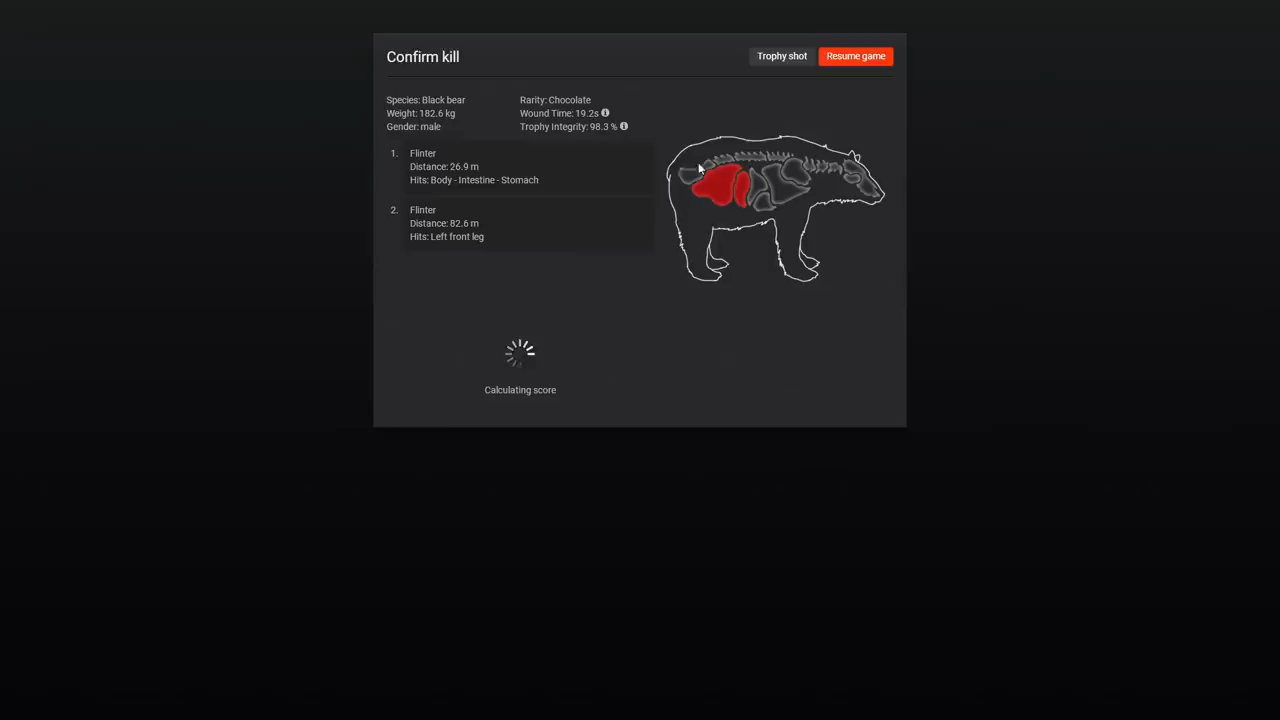 Confirm kill
Trophy shot
Resume game
Species: Black bear
Weight: 182.6 kg
Gender: male
Rarity: Chocolate
Wound Time: 19.2s
Trophy Integrity: 98.3 %
1. Flinter
Distance: 26.9 m
Hits: Body - Intestine - Stomach
2. Flinter
Distance: 82.6 m
Hits: Left front leg
Calculating score